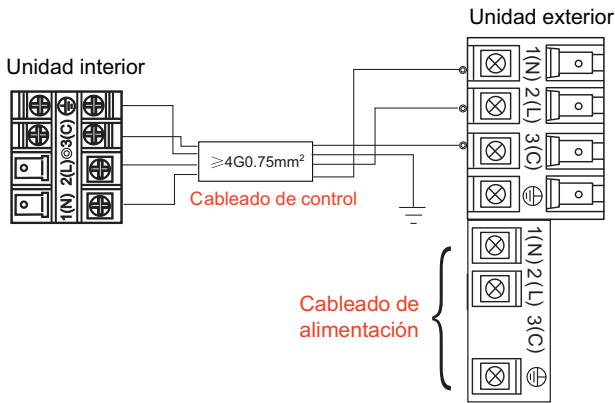 Unidad exterior
Unidad interior
1(N) 2(L) 3(C)
1(N) 2(L) 3(C)
≥4G0.75mm²
Cableado de control
1(N) 2(L) 3(C)
Cableado de
alimentación